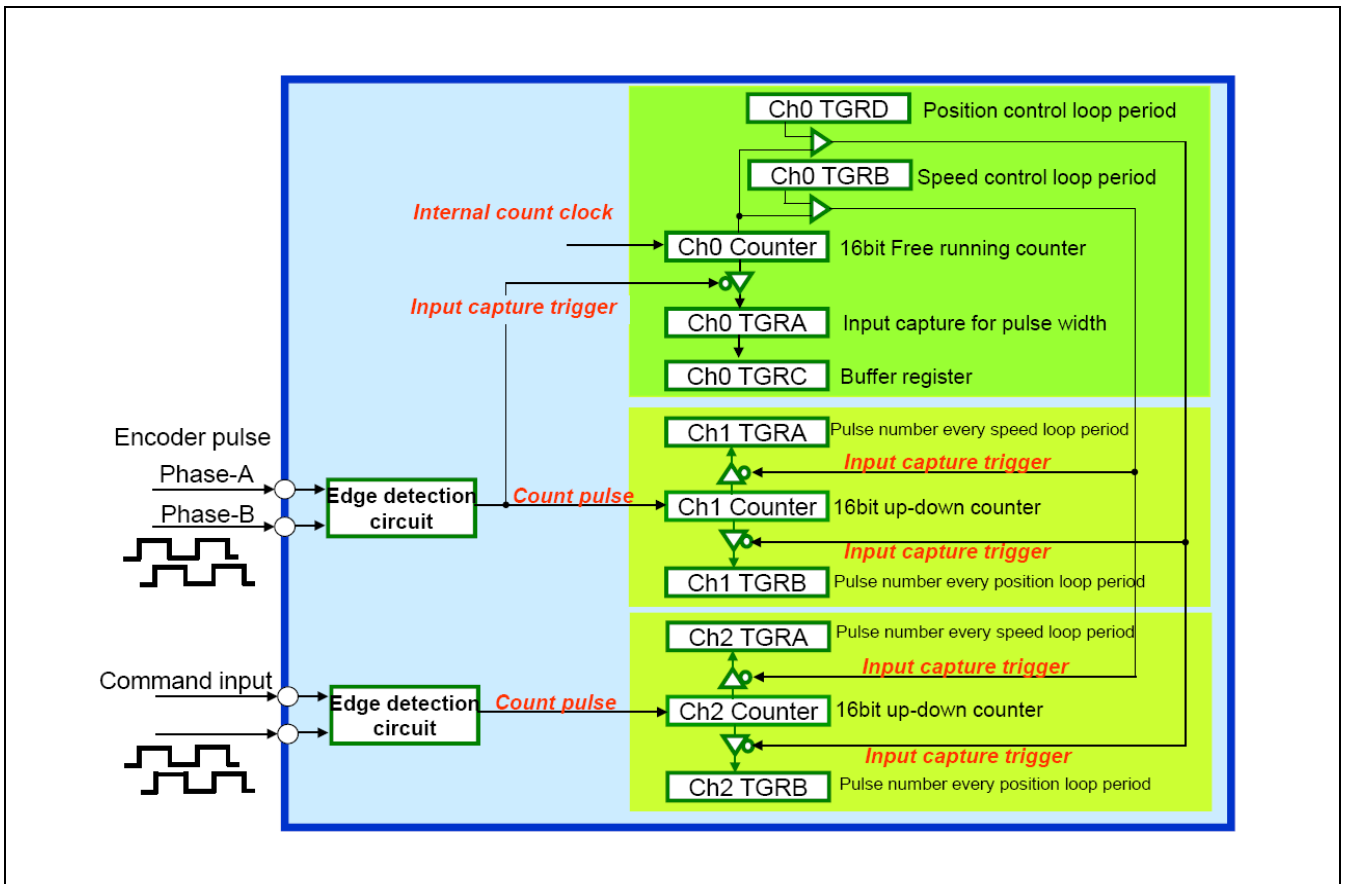 Ch0 TGRD Position control loop period
Ch0 TGRB Speed control loop period
Internal count clock
Ch0 Counter 16bit Free running counter
Input capture trigger
Ch0 TGRA Input capture for pulse width
Ch0 TGRC Buffer register
Encoder pulse
Phase-A
Phase-B
Edge detection
circuit
Count pulse
Ch1 TGRA Pulse number every speed loop period
Input capture trigger
Ch1 Counter 16bit up-down counter
Input capture trigger
Ch1 TGRB Pulse number every position loop period
Command input
Edge detection
circuit
Count pulse
Ch2 TGRA Pulse number every speed loop period
Input capture trigger
Ch2 Counter 16bit up-down counter
Input capture trigger
Ch2 TGRB Pulse number every position loop period